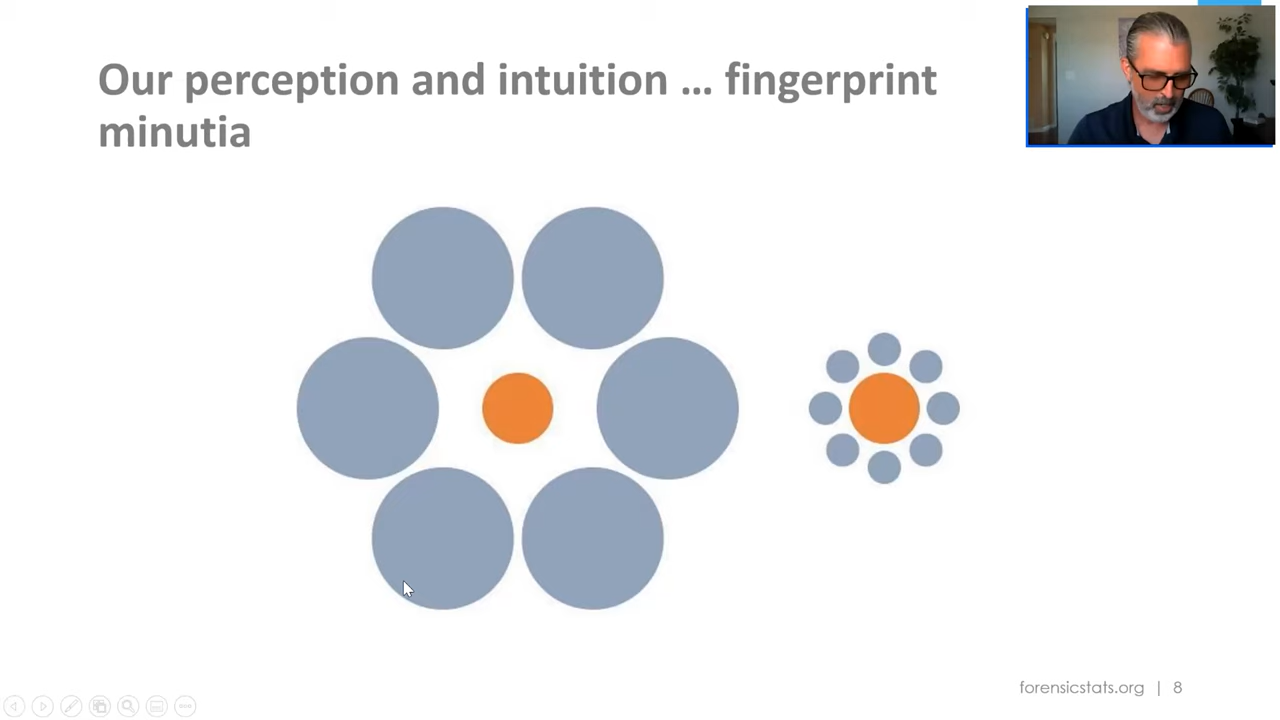 Our perception and intuition … fingerprint
minutia
forensicstats.org | 8